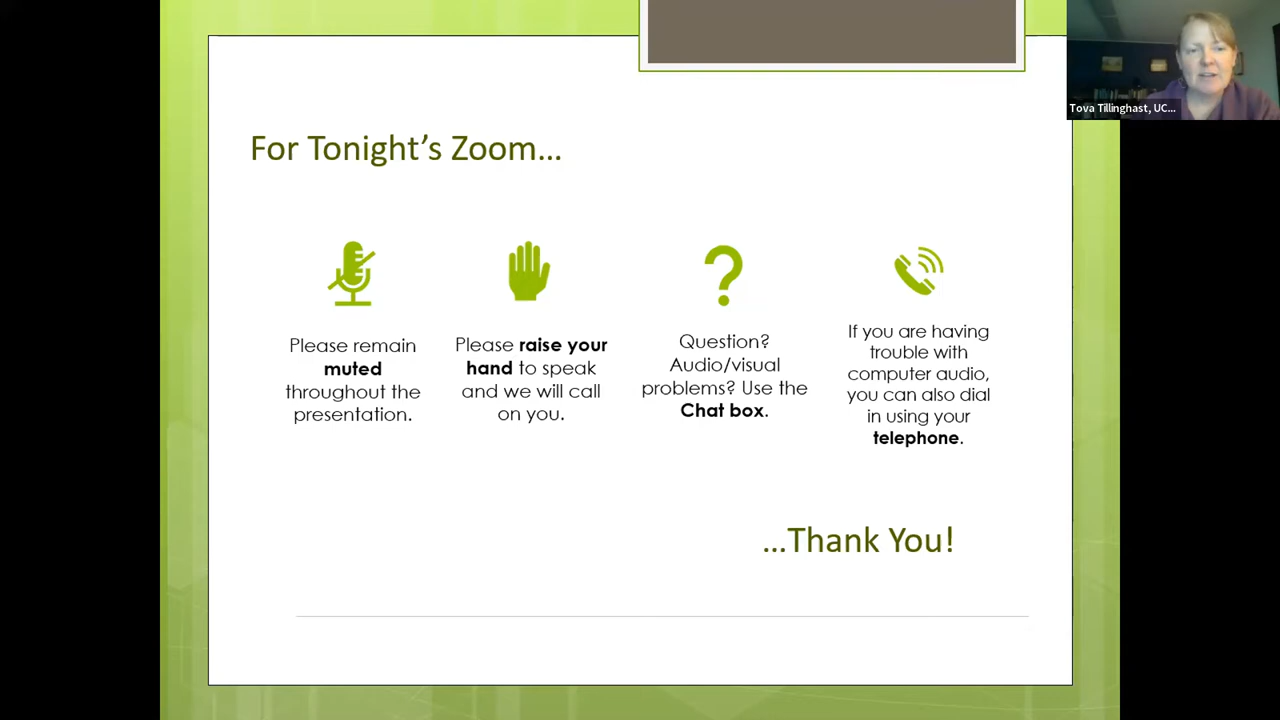 Tova Tillinghast, UC...
For Tonight's Zoom...
Please remain
muted
throughout the
presentation.
Please raise your
hand to speak
and we will call
on you.
Question?
Audio/visual
problems? Use the
Chat box.
If you are having
trouble with
computer audio,
you can also dial
in using your
telephone.
...Thank You!